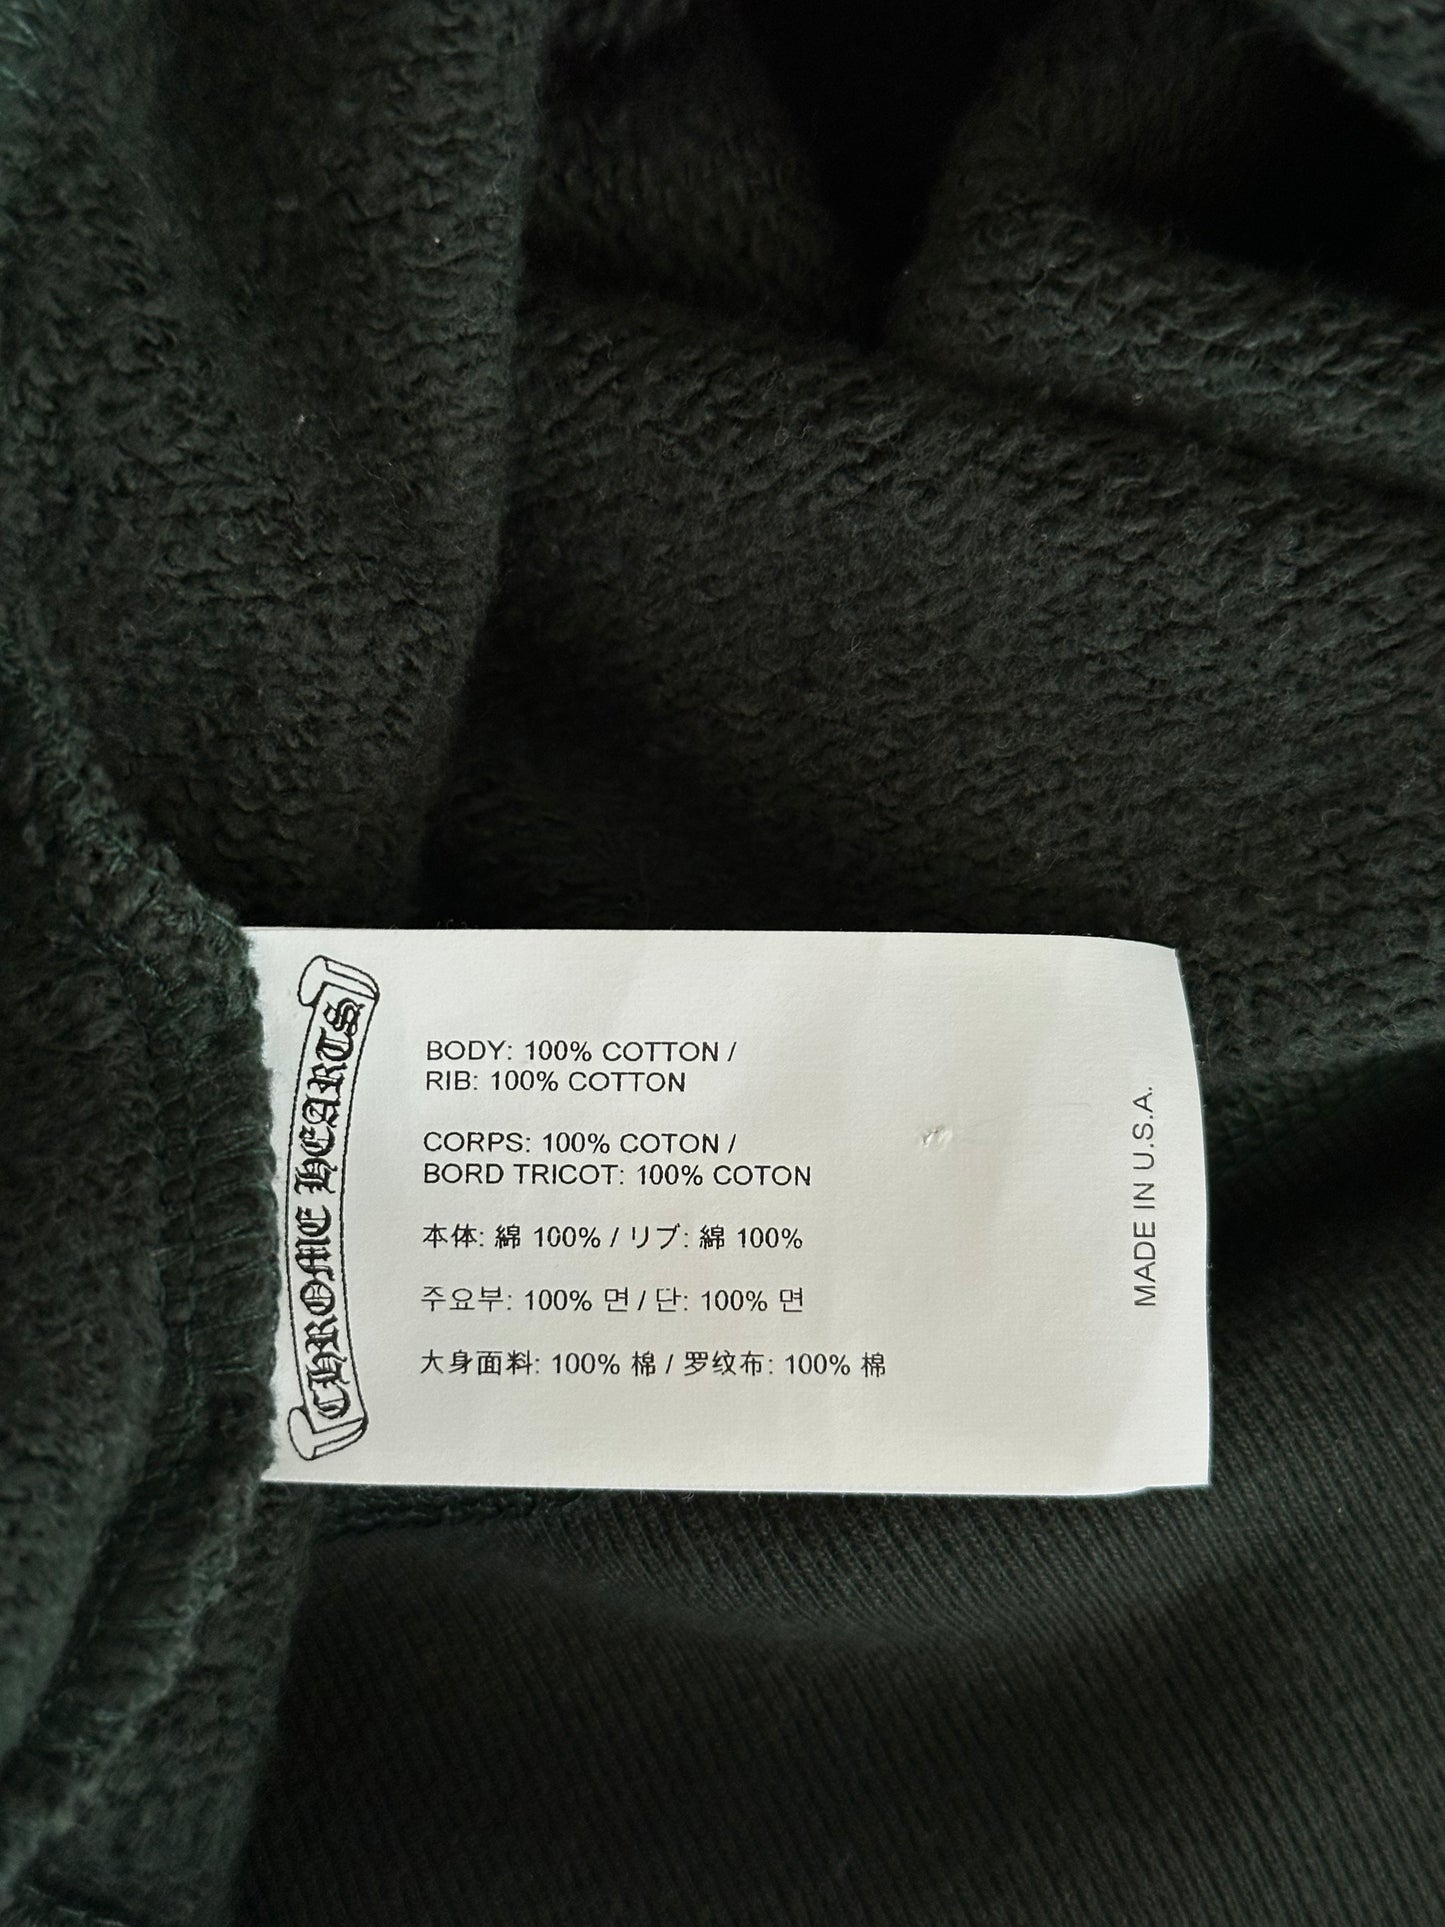 CHROME HEARTS
BODY: 100% COTTON /
RIB: 100% COTTON
CORPS: 100% COTON /
BORD TRICOT: 100% COTON
本体: 綿 100% / リブ: 綿 100%
주요부: 100% 면 / 단: 100% 면
大身面料: 100% 棉 / 罗纹布: 100% 棉
MADE IN U.S.A.